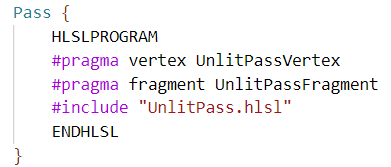 Pass {
HLSLPROGRAM
#pragma vertex UnlitPassVertex
#pragma fragment UnlitPassFragment
#include "UnlitPass.hlsl"
ENDHLSL
}